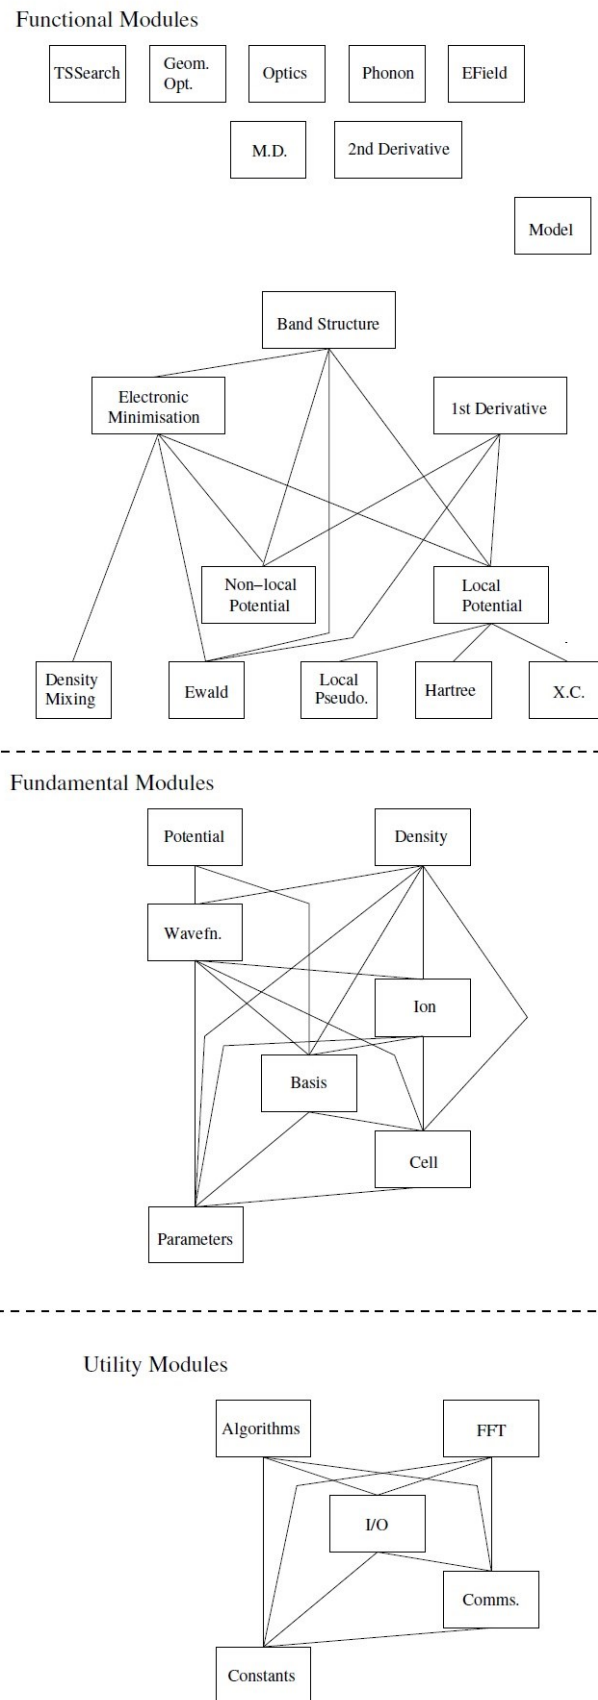 Functional Modules
TSSearch
Geom.
Opt.
Optics
Phonon
EField
M.D.
2nd Derivative
Model
Band Structure
Electronic
Minimisation
1st Derivative
Non-local
Potential
Local
Potential
Density
Mixing
Ewald
Local
Pseudo.
Hartree
X.C.
Fundamental Modules
Potential
Density
Wavefn.
Ion
Basis
Cell
Parameters
Utility Modules
Algorithms
FFT
I/O
Comms.
Constants